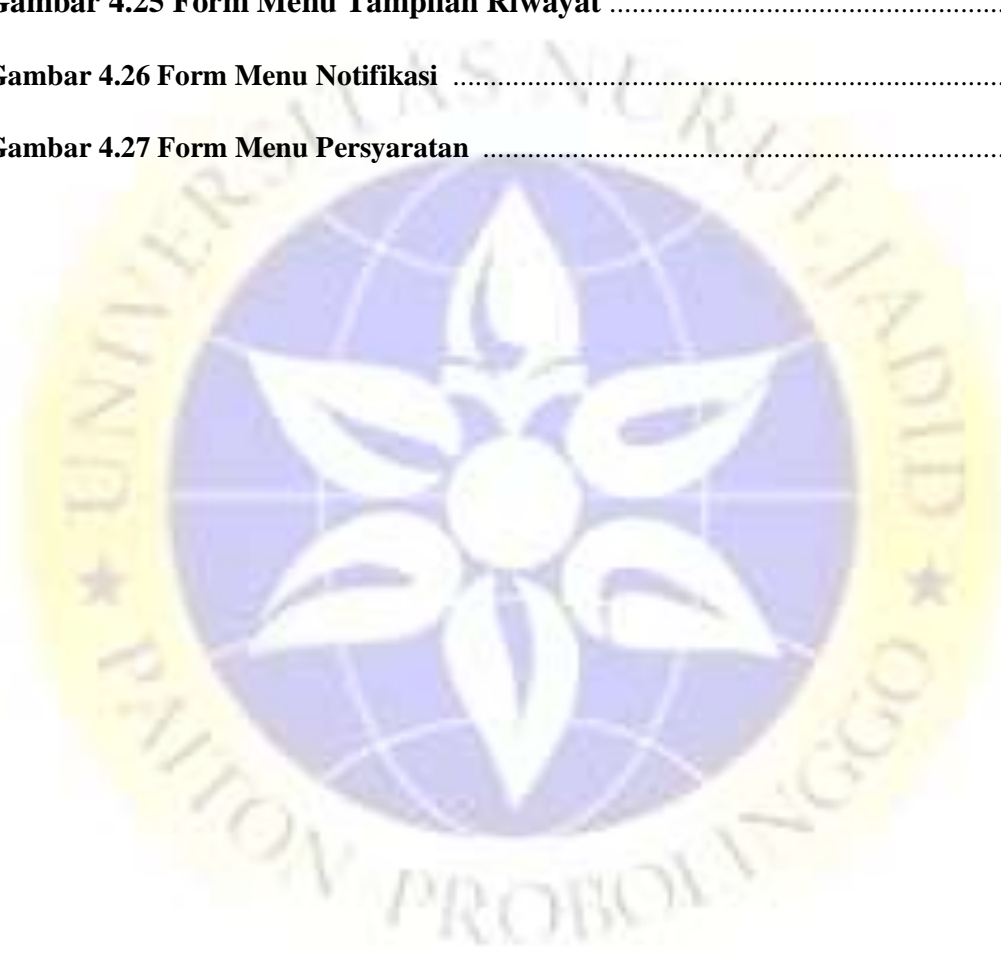 Gambar 4.25 Form Menu Tampilan Riwayat ....................................................
Gambar 4.26 Form Menu Notifikasi ..........................................................................
Gambar 4.27 Form Menu Persyaratan ......................................................................
UNIVERSITAS NURUL JADID
★ PAITON PROBOLINGGO ★